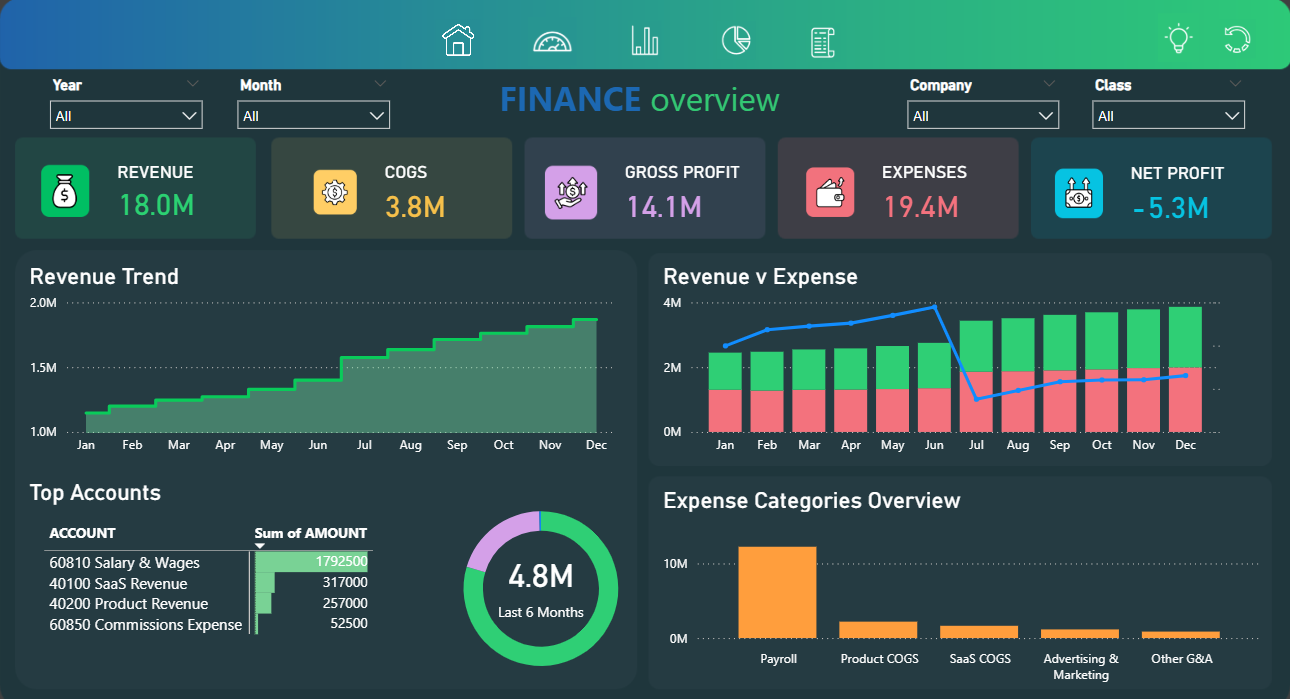 Year
All
Month
All
FINANCE overview
Company
All
Class
All
REVENUE
18.0M
COGS
3.8M
GROSS PROFIT
14.1M
EXPENSES
19.4M
NET PROFIT
-5.3M
Revenue Trend
2.0M
1.5M
1.0M
Jan Feb Mar Apr May Jun Jul Aug Sep Oct Nov Dec
Revenue v Expense
4M
2M
0M
Jan Feb Mar Apr May Jun Jul Aug Sep Oct Nov Dec
Top Accounts
ACCOUNT Sum of AMOUNT
60810 Salary & Wages 1792500
40100 SaaS Revenue 317000
40200 Product Revenue 257000
60850 Commissions Expense 52500
4.8M
Last 6 Months
Expense Categories Overview
10M
0M
Payroll
Product COGS
SaaS COGS
Advertising &
Marketing
Other G&A